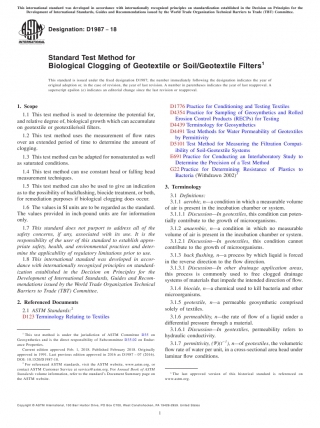 This international standard was developed in accordance with internationally recognized principles on standardization established in the Decision on Principles for the
Development of International Standards, Guides and Recommendations issued by the World Trade Organization Technical Barriers to Trade (TBT) Committee.
Designation: D1987 − 18
Standard Test Method for
Biological Clogging of Geotextile or Soil/Geotextile Filters1
This standard is issued under the fixed designation D1987; the number immediately following the designation indicates the year of
original adoption or, in the case of revision, the year of last revision. A number in parentheses indicates the year of last reapproval. A
superscript epsilon (ε) indicates an editorial change since the last revision or reapproval.
1. Scope
1.1 This test method is used to determine the potential for,
and relative degree of, biological growth which can accumulate
on geotextile or geotextile/soil filters.
1.2 This test method uses the measurement of flow rates
over an extended period of time to determine the amount of
clogging.
1.3 This test method can be adapted for nonsaturated as well
as saturated conditions.
1.4 This test method can use constant head or falling head
measurement techniques.
1.5 This test method can also be used to give an indication
as to the possibility of backflushing, biocide treatment, or both,
for remediation purposes if biological clogging does occur.
1.6 The values in SI units are to be regarded as the standard.
The values provided in inch-pound units are for information
only.
1.7 This standard does not purport to address all of the
safety concerns, if any, associated with its use. It is the
responsibility of the user of this standard to establish appro-
priate safety, health, and environmental practices and deter-
mine the applicability of regulatory limitations prior to use.
1.8 This international standard was developed in accor-
dance with internationally recognized principles on standard-
ization established in the Decision on Principles for the
Development of International Standards, Guides and Recom-
mendations issued by the World Trade Organization Technical
Barriers to Trade (TBT) Committee.
2. Referenced Documents
2.1 ASTM Standards:2
D123 Terminology Relating to Textiles
1 This test method is under the jurisdiction of ASTM Committee D35 on
Geosynthetics and is the direct responsibility of Subcommittee D35.02 on Endur-
ance Properties.
Current edition approved Feb. 1, 2018. Published February 2018. Originally
approved in 1991. Last previous edition approved in 2016 as D1987 – 07 (2016).
DOI: 10.1520/D1987-18.
2 For referenced ASTM standards, visit the ASTM website, www.astm.org, or
contact ASTM Customer Service at service@astm.org. For Annual Book of ASTM
Standards volume information, refer to the standard's Document Summary page on
the ASTM website.
D1776 Practice for Conditioning and Testing Textiles
D4354 Practice for Sampling of Geosynthetics and Rolled
Erosion Control Products (RECPs) for Testing
D4439 Terminology for Geosynthetics
D4491 Test Methods for Water Permeability of Geotextiles
by Permittivity
D5101 Test Method for Measuring the Filtration Compat-
ibility of Soil-Geotextile Systems
E691 Practice for Conducting an Interlaboratory Study to
Determine the Precision of a Test Method
G22 Practice for Determining Resistance of Plastics to
Bacteria (Withdrawn 2002)3
3. Terminology
3.1 Definitions:
3.1.1 aerobic, n—a condition in which a measurable volume
of air is present in the incubation chamber or system.
3.1.1.1 Discussion—In geotextiles, this condition can poten-
tially contribute to the growth of microorganisms.
3.1.2 anaerobic, n—a condition in which no measurable
volume of air is present in the incubation chamber or system.
3.1.2.1 Discussion—In geotextiles, this condition cannot
contribute to the growth of microorganisms.
3.1.3 back flushing, n—a process by which liquid is forced
in the reverse direction to the flow direction.
3.1.3.1 Discussion—In other drainage application areas,
this process is commonly used to free clogged drainage
systems of materials that impede the intended direction of flow.
3.1.4 biocide, n—a chemical used to kill bacteria and other
microorganisms.
3.1.5 geotextile, n—a permeable geosynthetic comprised
solely of textiles.
3.1.6 permeability, n—the rate of flow of a liquid under a
differential pressure through a material.
3.1.6.1 Discussion—In geotextiles, permeability refers to
hydraulic conductivity.
3.1.7 permittivity, (Ψ)(t−1), n—of geotextiles, the volumetric
flow rate of water per unit, in a cross-sectional area head under
laminar flow conditions.
3 The last approved version of this historical standard is referenced on
www.astm.org.
Copyright © ASTM International, 100 Barr Harbor Drive, PO Box C700, West Conshohocken, PA 19428-2959. United States
1